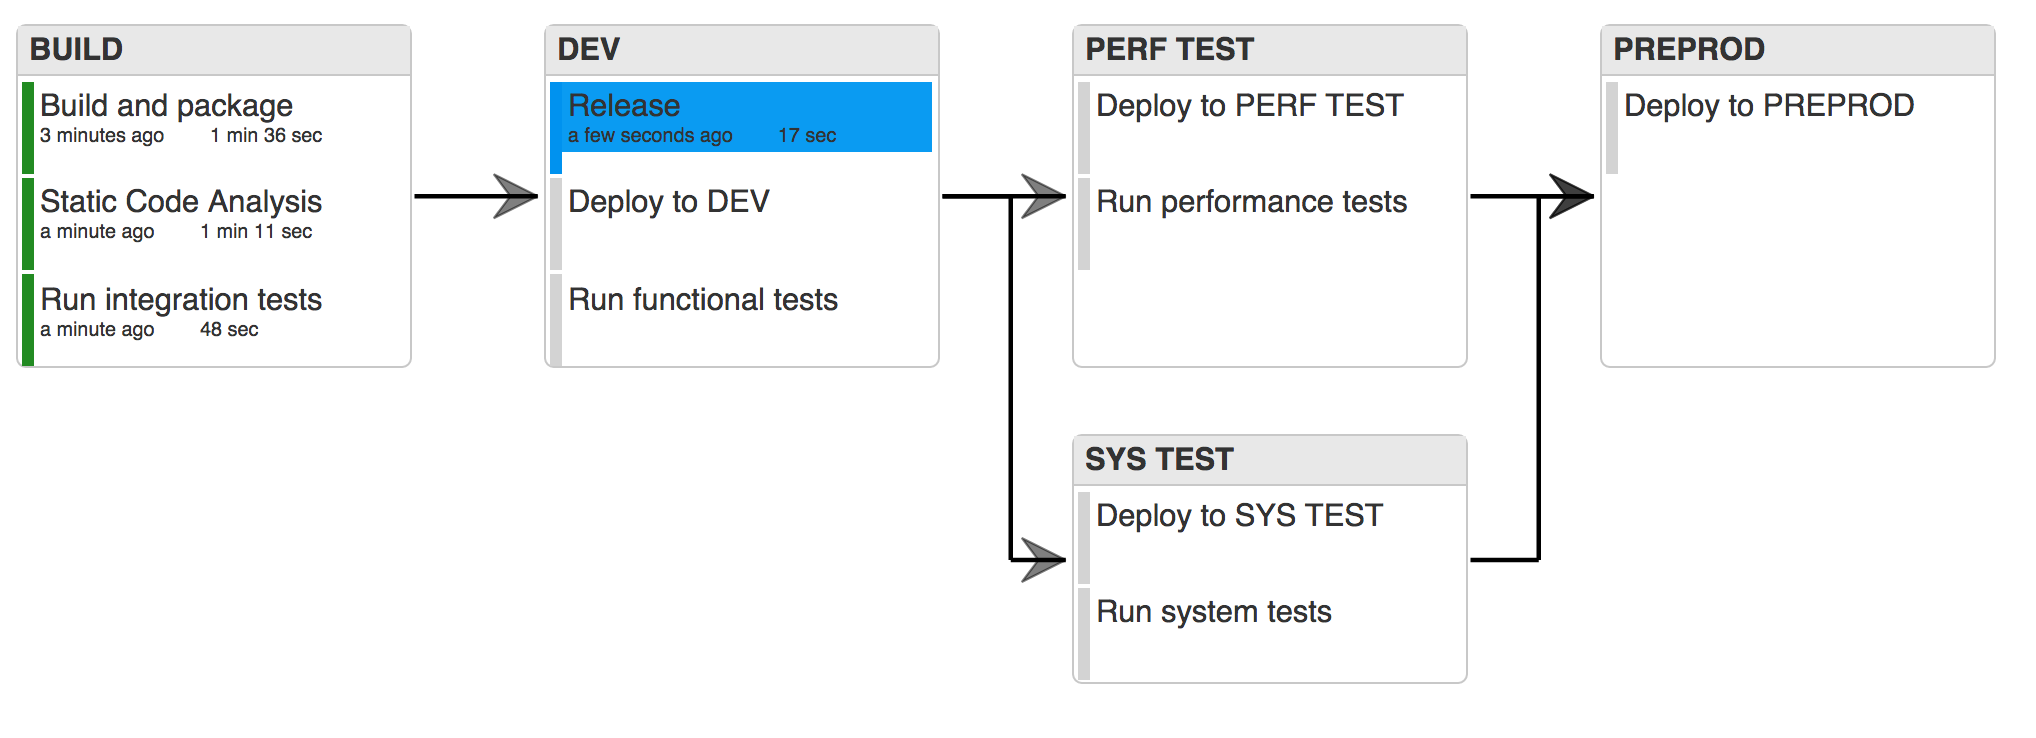 BUILD
Build and package
3 minutes ago 1 min 36 sec
Static Code Analysis
a minute ago 1 min 11 sec
Run integration tests
a minute ago 48 sec
DEV
Release
a few seconds ago 17 sec
Deploy to DEV
Run functional tests
PERF TEST
Deploy to PERF TEST
Run performance tests
SYS TEST
Deploy to SYS TEST
Run system tests
PREPROD
Deploy to PREPROD